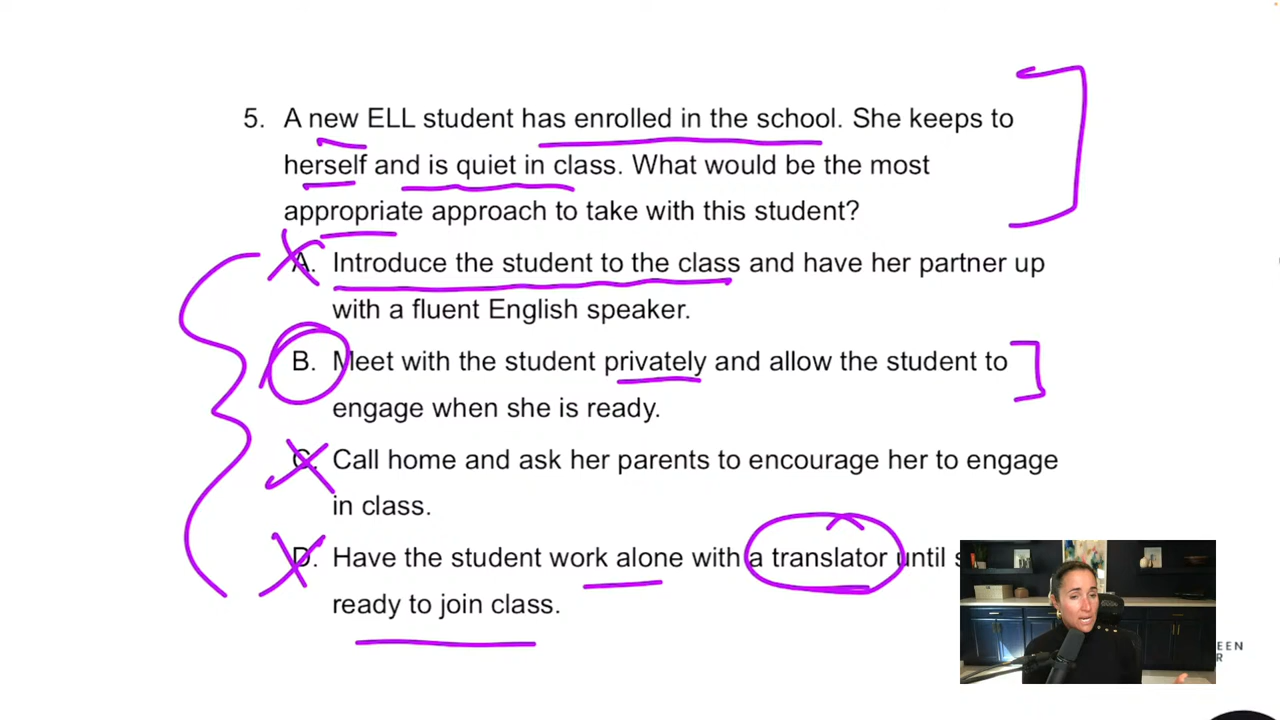 5. A new ELL student has enrolled in the school. She keeps to
herself and is quiet in class. What would be the most
appropriate approach to take with this student?
A. Introduce the student to the class and have her partner up
with a fluent English speaker.
B. Meet with the student privately and allow the student to
engage when she is ready.
C. Call home and ask her parents to encourage her to engage
in class.
D. Have the student work alone with a translator until
ready to join class.